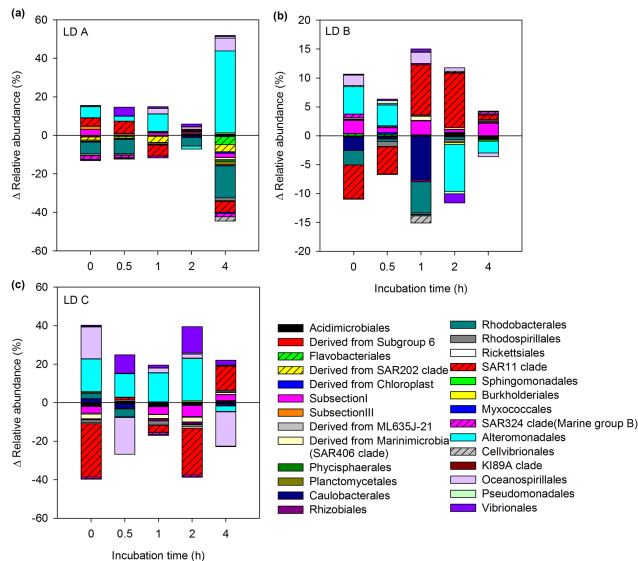 (a)
LD A
Δ Relative abundance (%)
60
40
20
0
-20
-40
-60
0 0.5 1 2 4
Incubation time (h)
(b)
LD B
Δ Relative abundance (%)
20
15
10
5
0
-5
-10
-15
-20
0 0.5 1 2 4
Incubation time (h)
(c)
LD C
Δ Relative abundance (%)
60
40
20
0
-20
-40
-60
0 0.5 1 2 4
Incubation time (h)
Acidimicrobiales
Derived from Subgroup 6
Flavobacteriales
Derived from SAR202 clade
Derived from Chloroplast
SubsectionI
SubsectionIII
Derived from ML635J-21
Derived from Marinimicrobia
(SAR406 clade)
Phycisphaerales
Planctomycetales
Caulobacterales
Rhizobiales
Rhodobacterales
Rhodospirillales
Rickettsiales
SAR11 clade
Sphingomonadales
Burkholderiales
Myxococcales
SAR324 clade(Marine group B)
Alteromonadales
Cellvibrionales
KI89A clade
Oceanospirillales
Pseudomonadales
Vibrionales